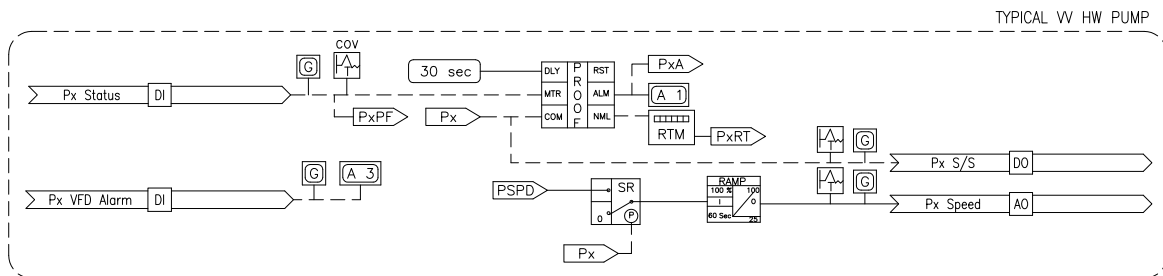 TYPICAL VV HW PUMP
COV
G
30 sec
DLY
MTR
COM
PROOF
RST
ALM
NML
PxA
A 1
Px Status DI
PxPF
Px
RTM
PxRT
G
Px S/S DO
G
A 3
Px VFD Alarm DI
PSPD
SR
0
P
RAMP
100 % 100
I 0
60 Sec 25
G
Px Speed AO
Px